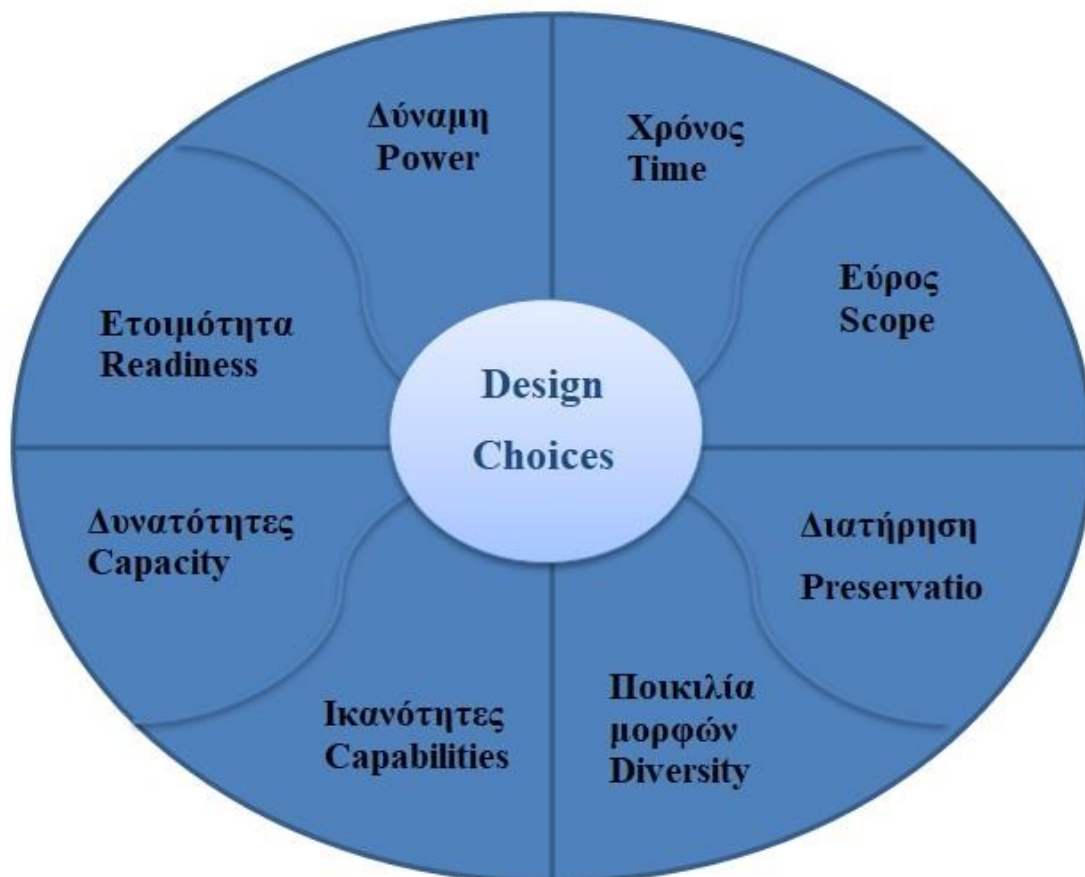 Δύναμη
Power
Χρόνος
Time
Εύρος
Scope
Ετοιμότητα
Readiness
Design
Choices
Δυνατότητες
Capacity
Διατήρηση
Preservatio
Ικανότητες
Capabilities
Ποικιλία
μορφών
Diversity